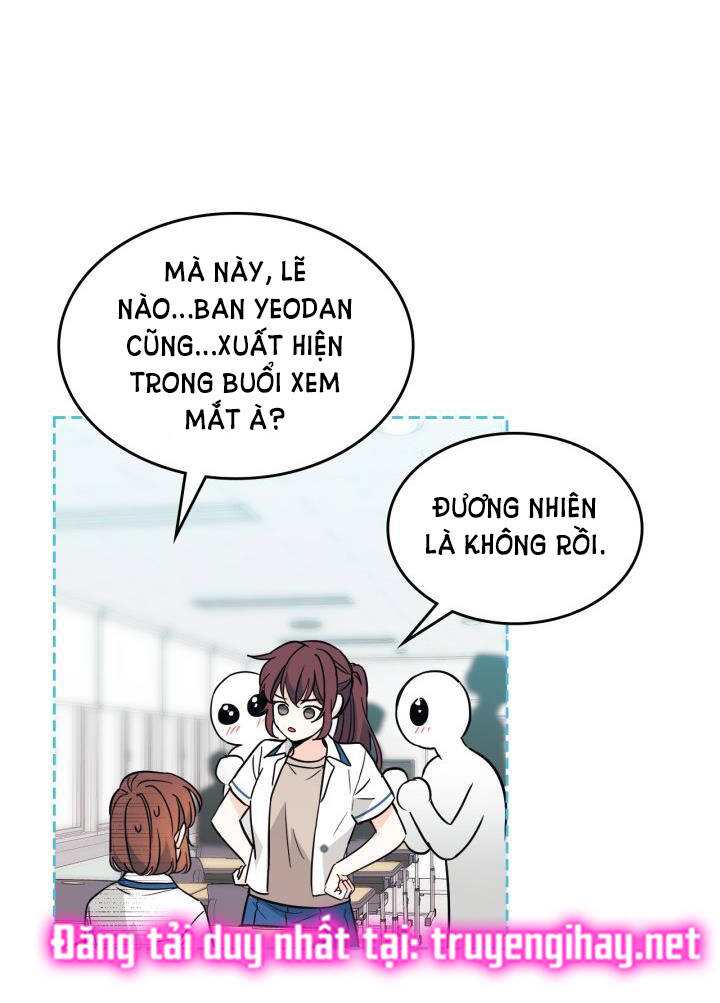 MÀ NÀY, LẼ
NÀO...BAN YEODAN
CŨNG...XUẤT HIỆN
TRONG BUỔI XEM
MẮT À?
ĐƯƠNG NHIÊN
LÀ KHÔNG RỒI.
Đăng tải duy nhất tại: truyengihay.net